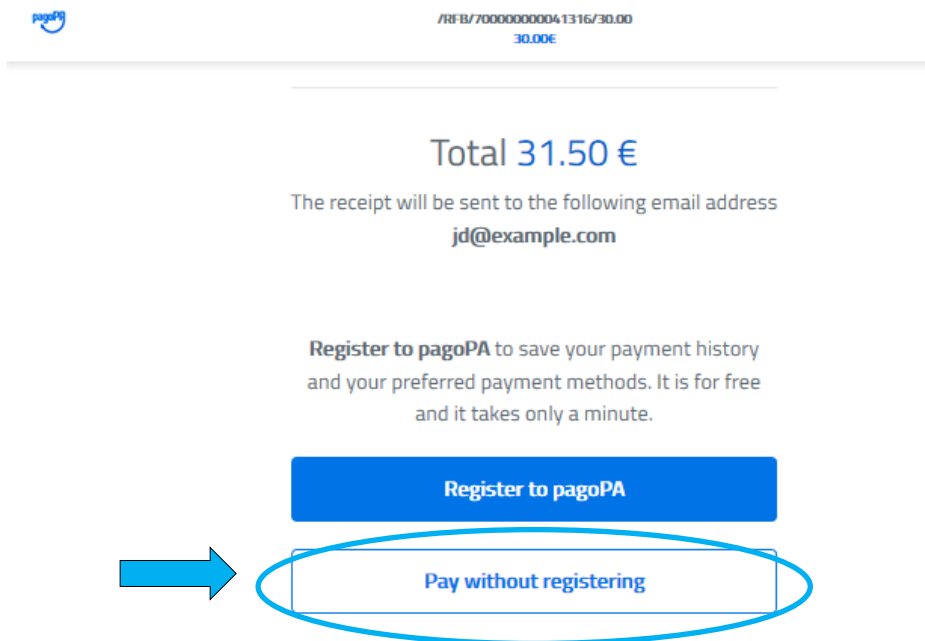 pagoPA
/RFB/700000000041316/30.00
30.00€
Total 31.50 €
The receipt will be sent to the following email address
jd@example.com
Register to pagoPA to save your payment history
and your preferred payment methods. It is for free
and it takes only a minute.
Register to pagoPA
Pay without registering